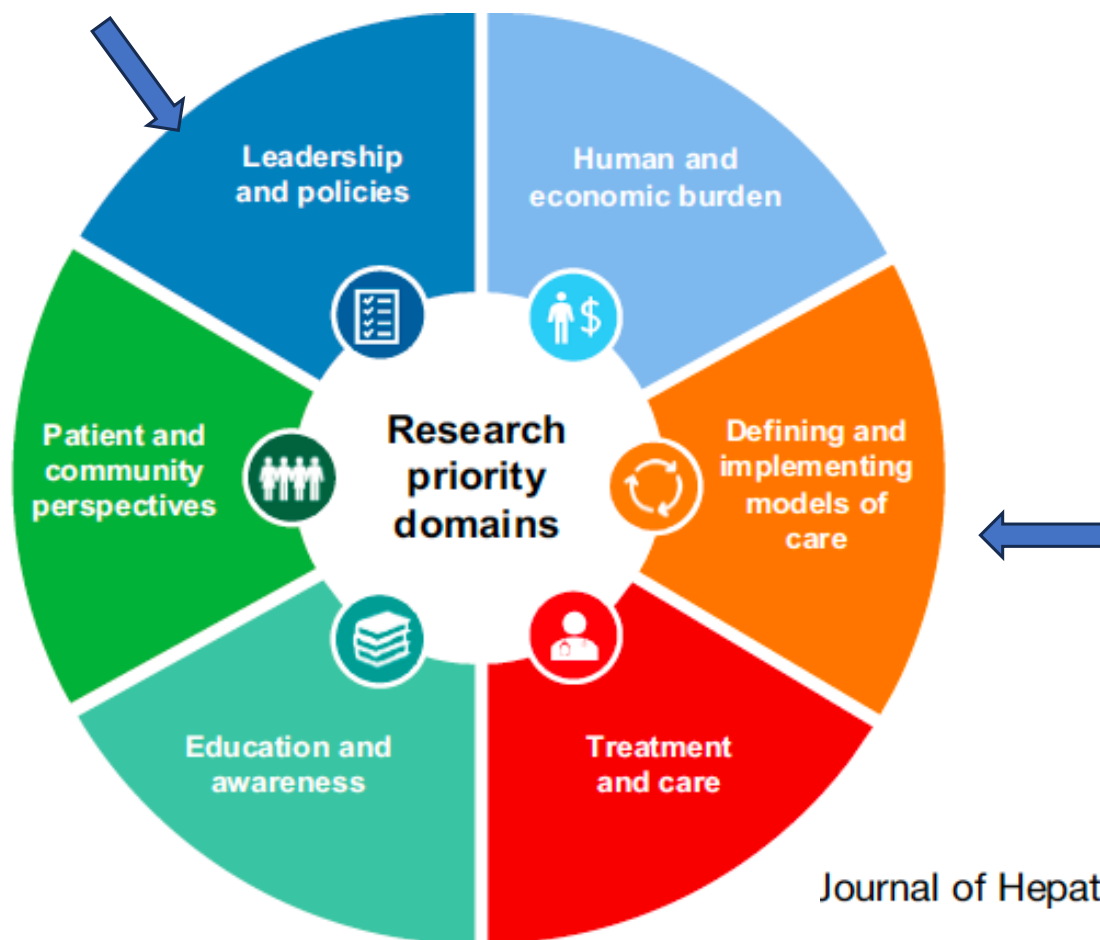 Leadership
and policies
Human and
economic burden
Patient and
community
perspectives
Research
priority
domains
Defining and
implementing
models of
care
Education and
awareness
Treatment
and care
$
Journal of Hepat